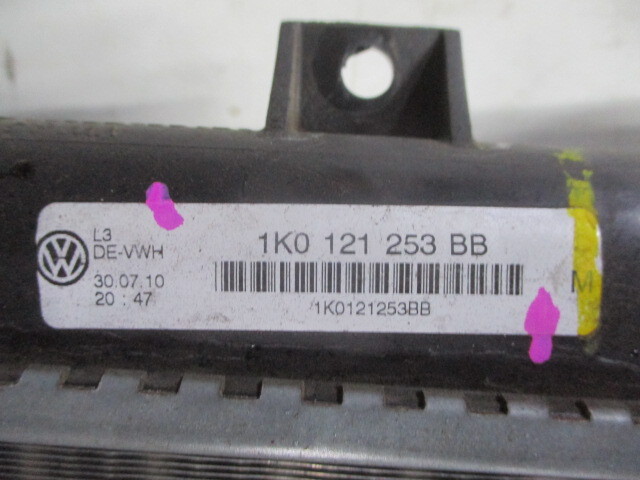 L3
DE-VWH
30.07.10
20 : 47
1K0 121 253 BB
1K0121253BB
M